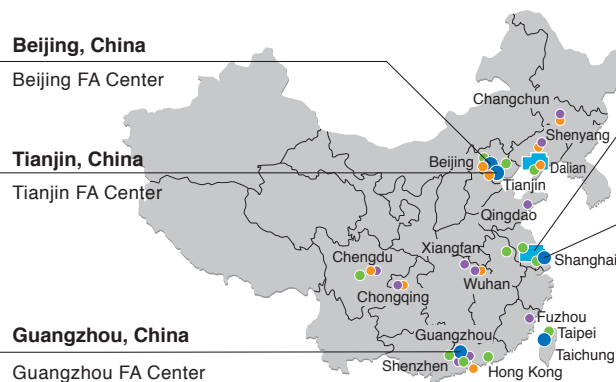 Beijing, China
Beijing FA Center
Tianjin, China
Tianjin FA Center
Guangzhou, China
Guangzhou FA Center
Changchun
Shenyang
Beijing
Dalian
Tianjin
Qingdao
Chengdu
Xiangfan
Shanghai
Chongqing
Wuhan
Fuzhou
Guangzhou
Taipei
Taichung
Shenzhen
Hong Kong